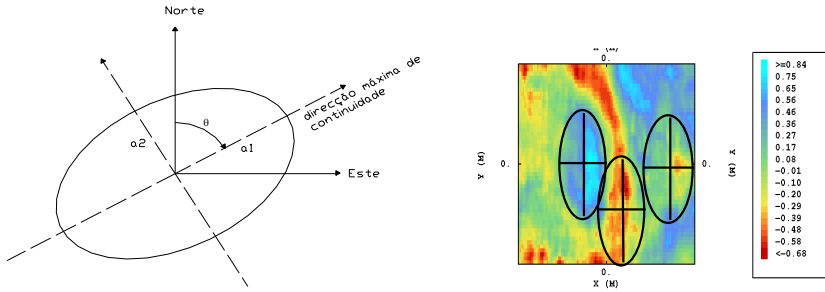 Norte
direcção máxima de
continuidade
θ
a2
a1
Este
0.
Y (M)
0.
0.
(M) Y
0.
X (M)
>=0.84
0.75
0.65
0.56
0.46
0.36
0.27
0.17
0.08
-0.01
-0.10
-0.20
-0.29
-0.39
-0.48
-0.58
<-0.68